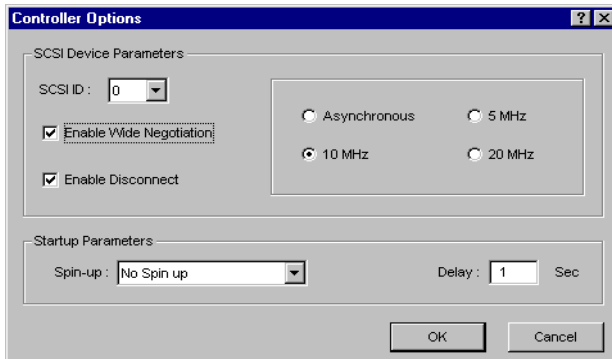 Controller Options
SCSI Device Parameters
SCSI ID : 0
Enable Wide Negotiation
Enable Disconnect
Asynchronous
5 MHz
10 MHz
20 MHz
Startup Parameters
Spin-up : No Spin up
Delay : 1 Sec
OK
Cancel